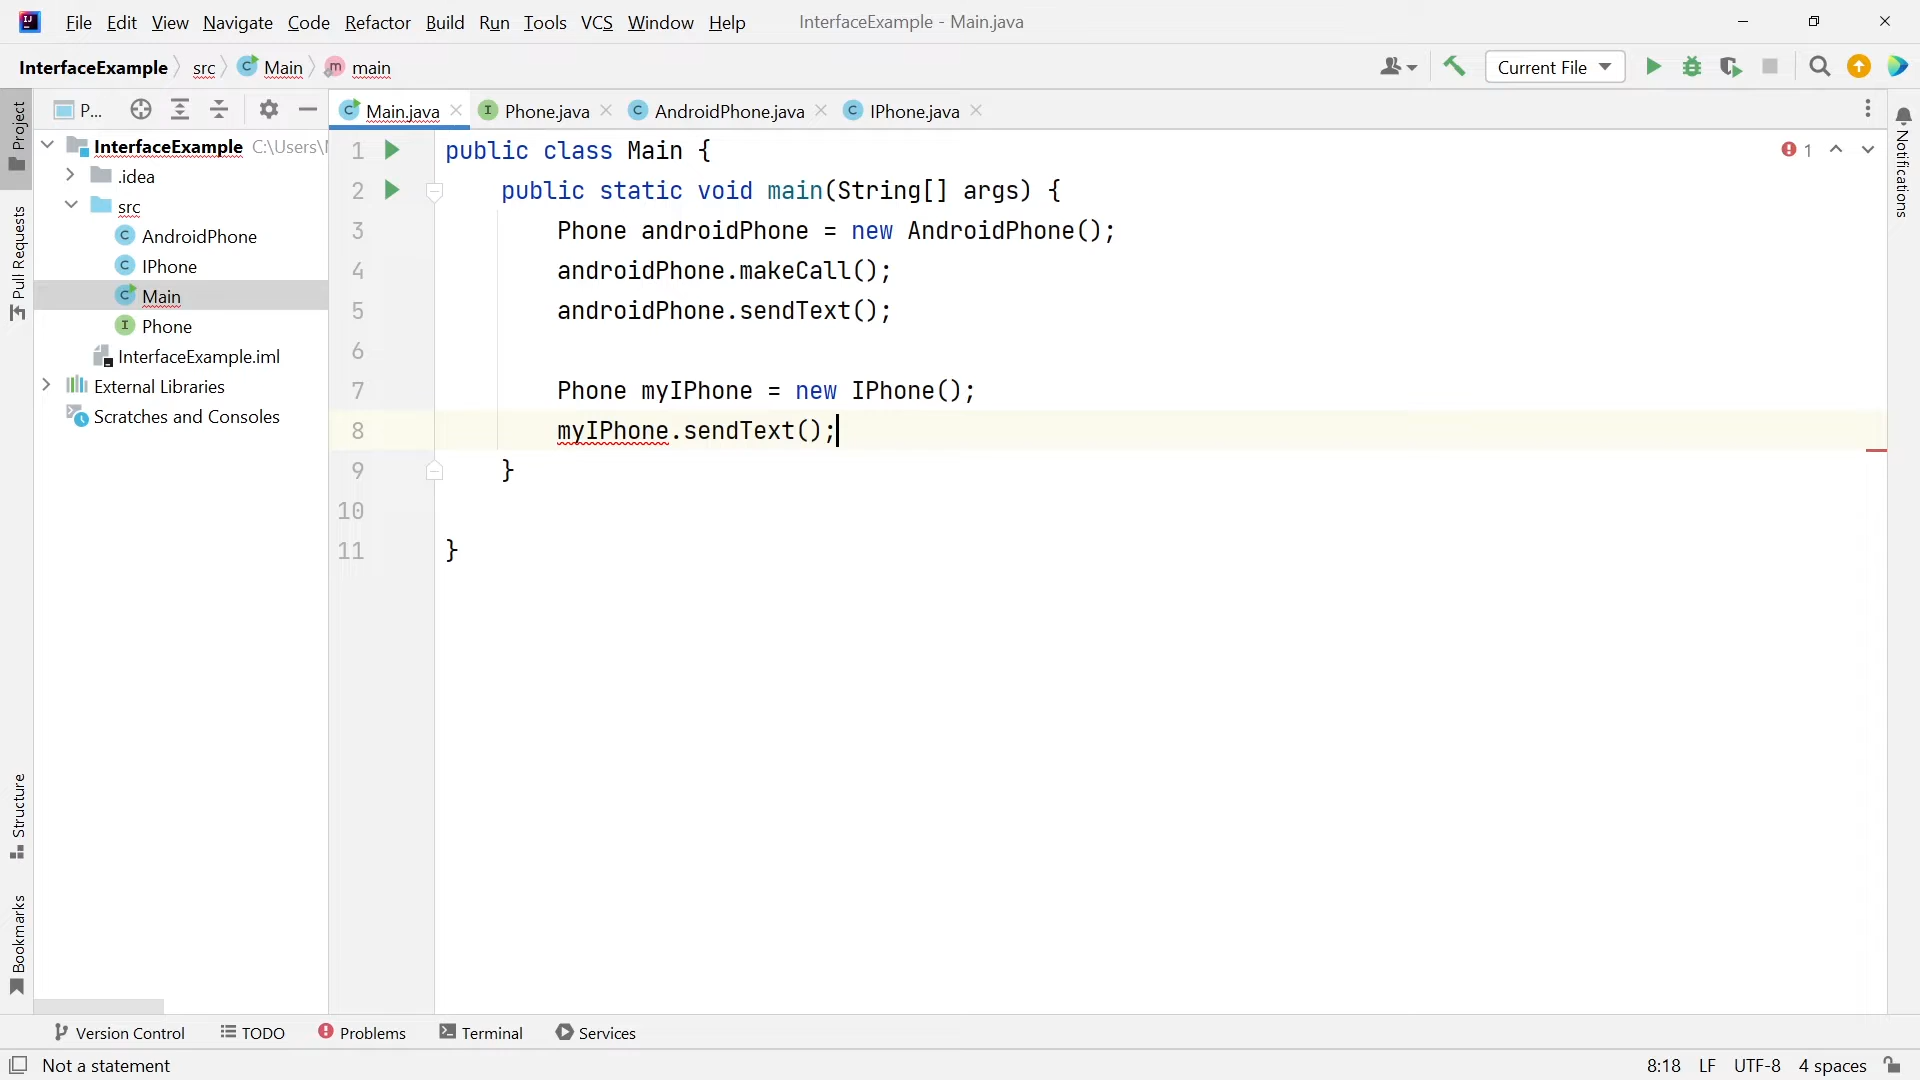 File Edit View Navigate Code Refactor Build Run Tools VCS Window Help InterfaceExample - Main.java
InterfaceExample src Main main Current File
P... Main.java Phone.java AndroidPhone.java IPhone.java
Project
Pull Requests
Structure
Bookmarks
InterfaceExample C:\Users\
.idea
src
AndroidPhone
IPhone
Main
Phone
InterfaceExample.iml
External Libraries
Scratches and Consoles
1 public class Main {
2 public static void main(String[] args) {
3 Phone androidPhone = new AndroidPhone();
4 androidPhone.makeCall();
5 androidPhone.sendText();
6
7 Phone myIPhone = new IPhone();
8 myIPhone.sendText();
9 }
10
11 }
1
Notifications
Version Control TODO Problems Terminal Services
Not a statement 8:18 LF UTF-8 4 spaces